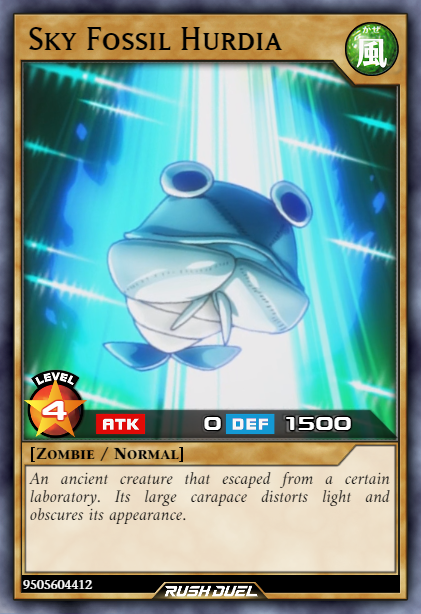 Sky Fossil Hurdia
かぜ
風
LEVEL
4
ATK 0 DEF 1500
[Zombie / Normal]
An ancient creature that escaped from a certain
laboratory. Its large carapace distorts light and
obscures its appearance.
9505604412
RUSH DUEL